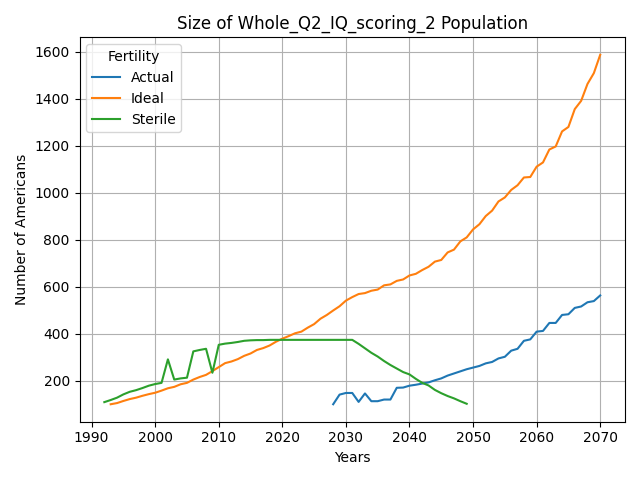 Size of Whole_Q2_IQ_scoring_2 Population
Fertility
Actual
Ideal
Sterile
Number of Americans
1600
1400
1200
1000
800
600
400
200
1990 2000 2010 2020 2030 2040 2050 2060 2070
Years